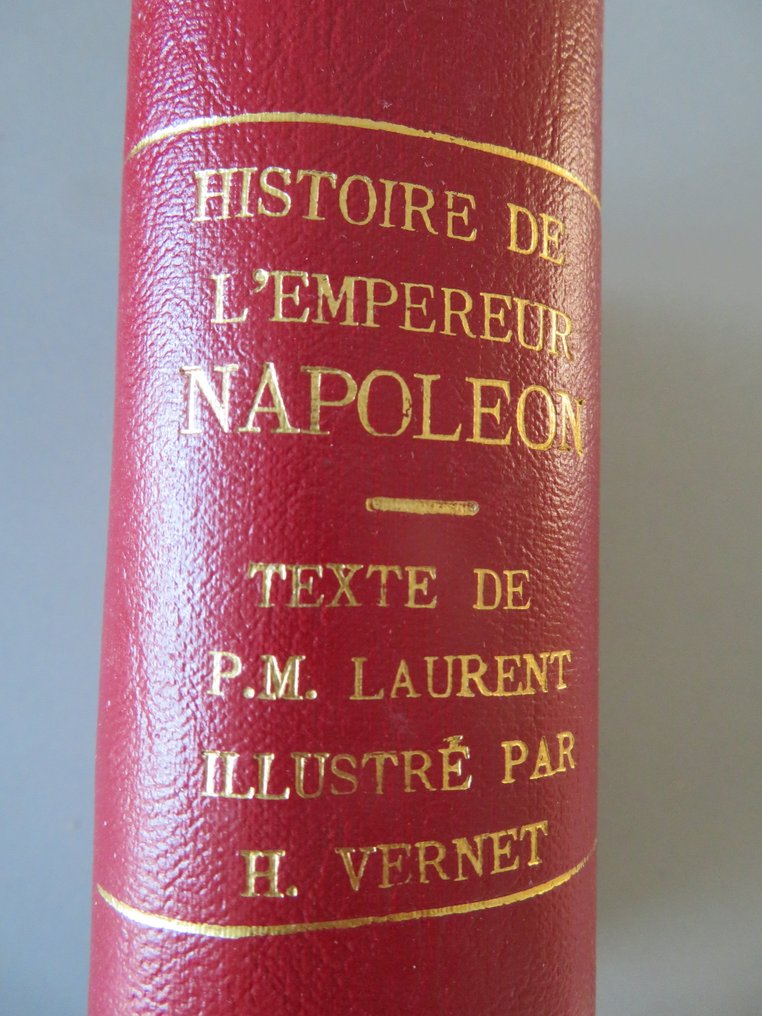 HISTOIRE DE
L'EMPEREUR
NAPOLEON
TEXTE DE
P.M. LAURENT
ILLUSTRÉ PAR
H. VERNET